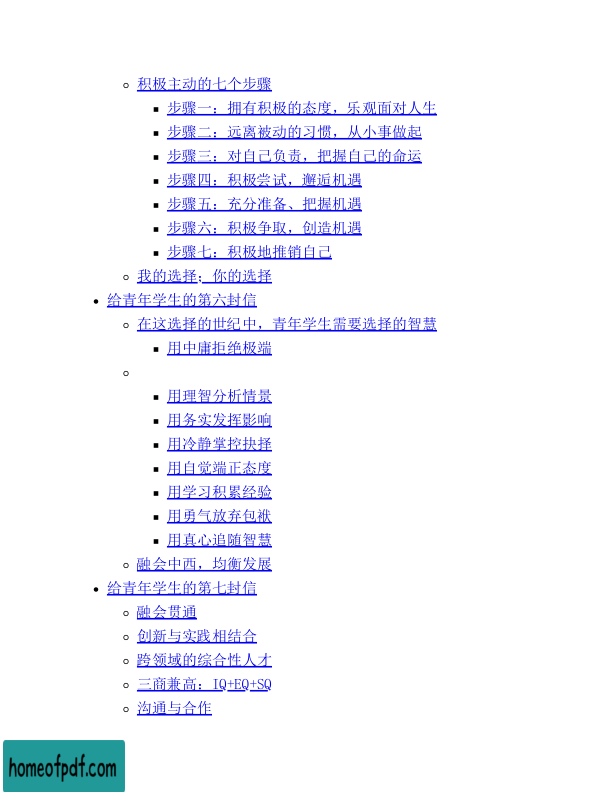 积极主动的七个步骤
步骤一：拥有积极的态度，乐观面对人生
步骤二：远离被动的习惯，从小事做起
步骤三：对自己负责，把握自己的命运
步骤四：积极尝试，邂逅机遇
步骤五：充分准备、把握机遇
步骤六：积极争取，创造机遇
步骤七：积极地推销自己
我的选择；你的选择
给青年学生的第六封信
在这选择的世纪中，青年学生需要选择的智慧
用中庸拒绝极端
用理智分析情景
用务实发挥影响
用冷静掌控抉择
用自觉端正态度
用学习积累经验
用勇气放弃包袱
用真心追随智慧
融会中西，均衡发展
给青年学生的第七封信
融会贯通
创新与实践相结合
跨领域的综合性人才
三商兼高：IQ+EQ+SQ
沟通与合作
homeofpdf.com